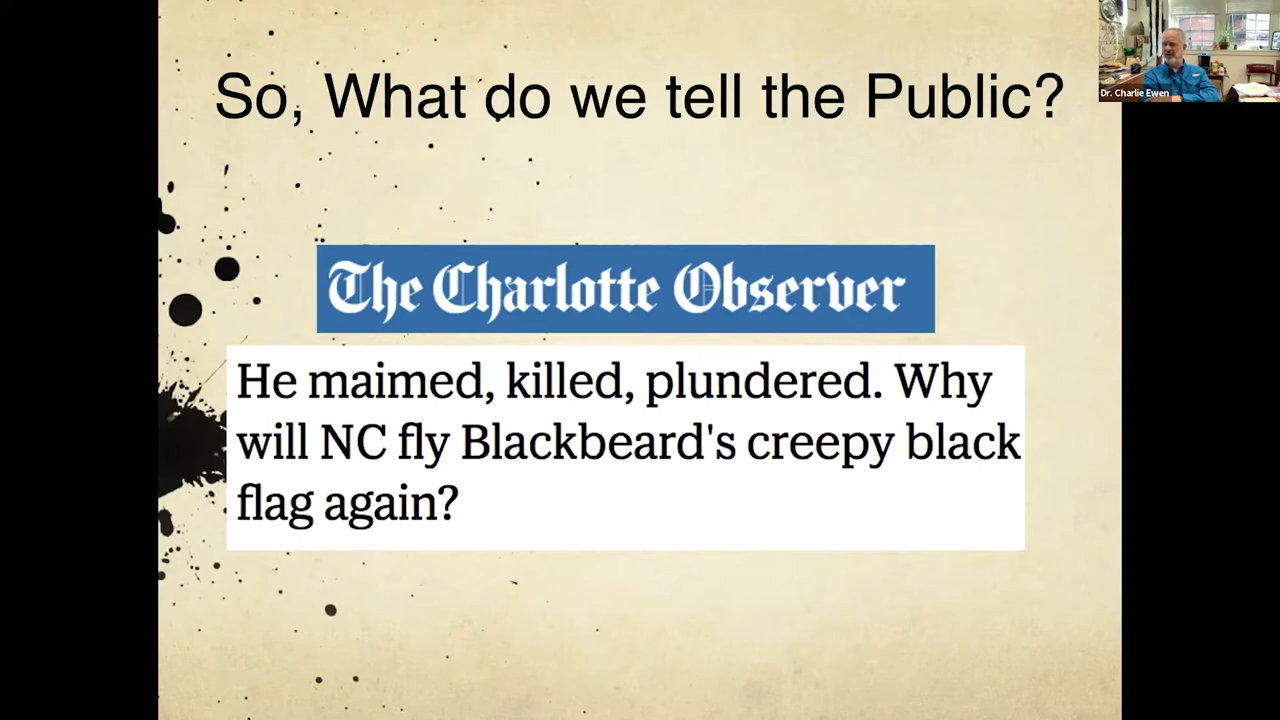 So, What do we tell the Public?
Dr. Charlie Ewen
The Charlotte Observer
He maimed, killed, plundered. Why
will NC fly Blackbeard's creepy black
flag again?